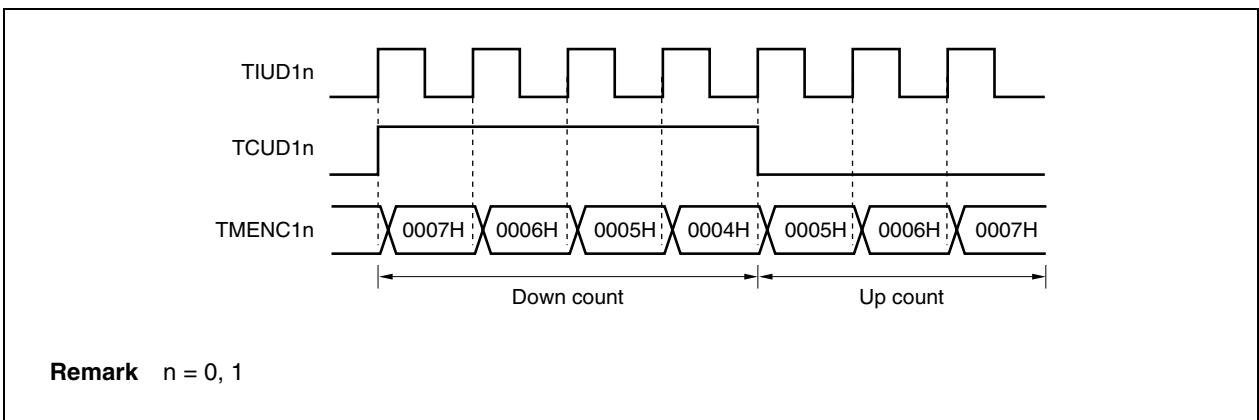 TIUD1n
TCUD1n
TMENC1n
0007H 0006H 0005H 0004H 0005H 0006H 0007H
Down count Up count
Remark n = 0, 1